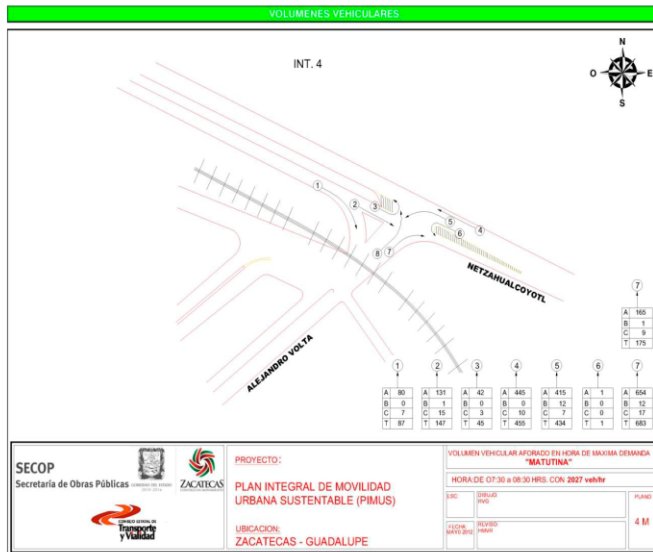 VOLUMENES VEHICULARES
INT. 4
N
O
E
S
1
2
3
4
5
6
8
7
NETZAHUALCOYOTL
ALEJANDRO VOLTA
7
A 165
B 1
C 9
T 175
1
A 80
B 0
C 7
T 87
2
A 131
B 1
C 15
T 147
3
A 42
B 0
C 3
T 45
4
A 445
B 0
C 10
T 455
5
A 415
B 12
C 7
T 434
6
A 1
B 0
C 0
T 1
7
A 654
B 12
C 17
T 683
SECOP
Secretaría de Obras Públicas
ZACATECAS
Transporte
y Vialidad
PROYECTO:
PLAN INTEGRAL DE MOVILIDAD
URBANA SUSTENTABLE (PIMUS)
UBICACION:
ZACATECAS - GUADALUPE
VOLUMEN VEHICULAR AFORADO EN HORA DE MAXIMA DEMANDA
"MATUTINA"
HORA:DE 07:30 a 08:30 HRS. CON 2027 veh/hr
DIBUJO:
PLANO:
4 M
FECHA:
MAYO 2012
REVISO: